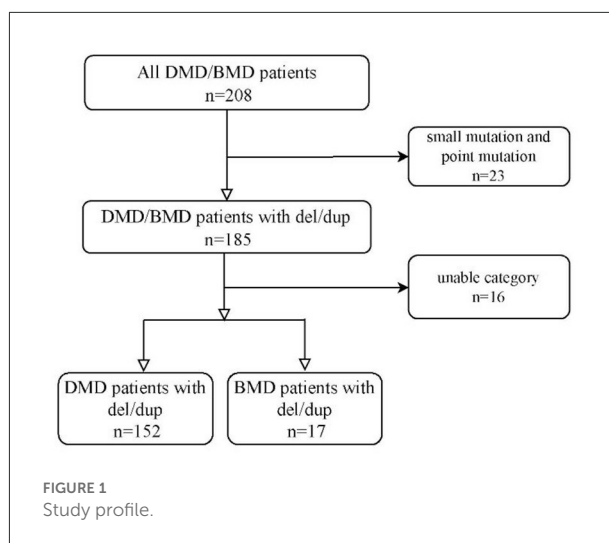 All DMD/BMD patients
n=208
small mutation and
point mutation
n=23
DMD/BMD patients with del/dup
n=185
unable category
n=16
DMD patients with
del/dup
n=152
BMD patients with
del/dup
n=17
FIGURE 1
Study profile.